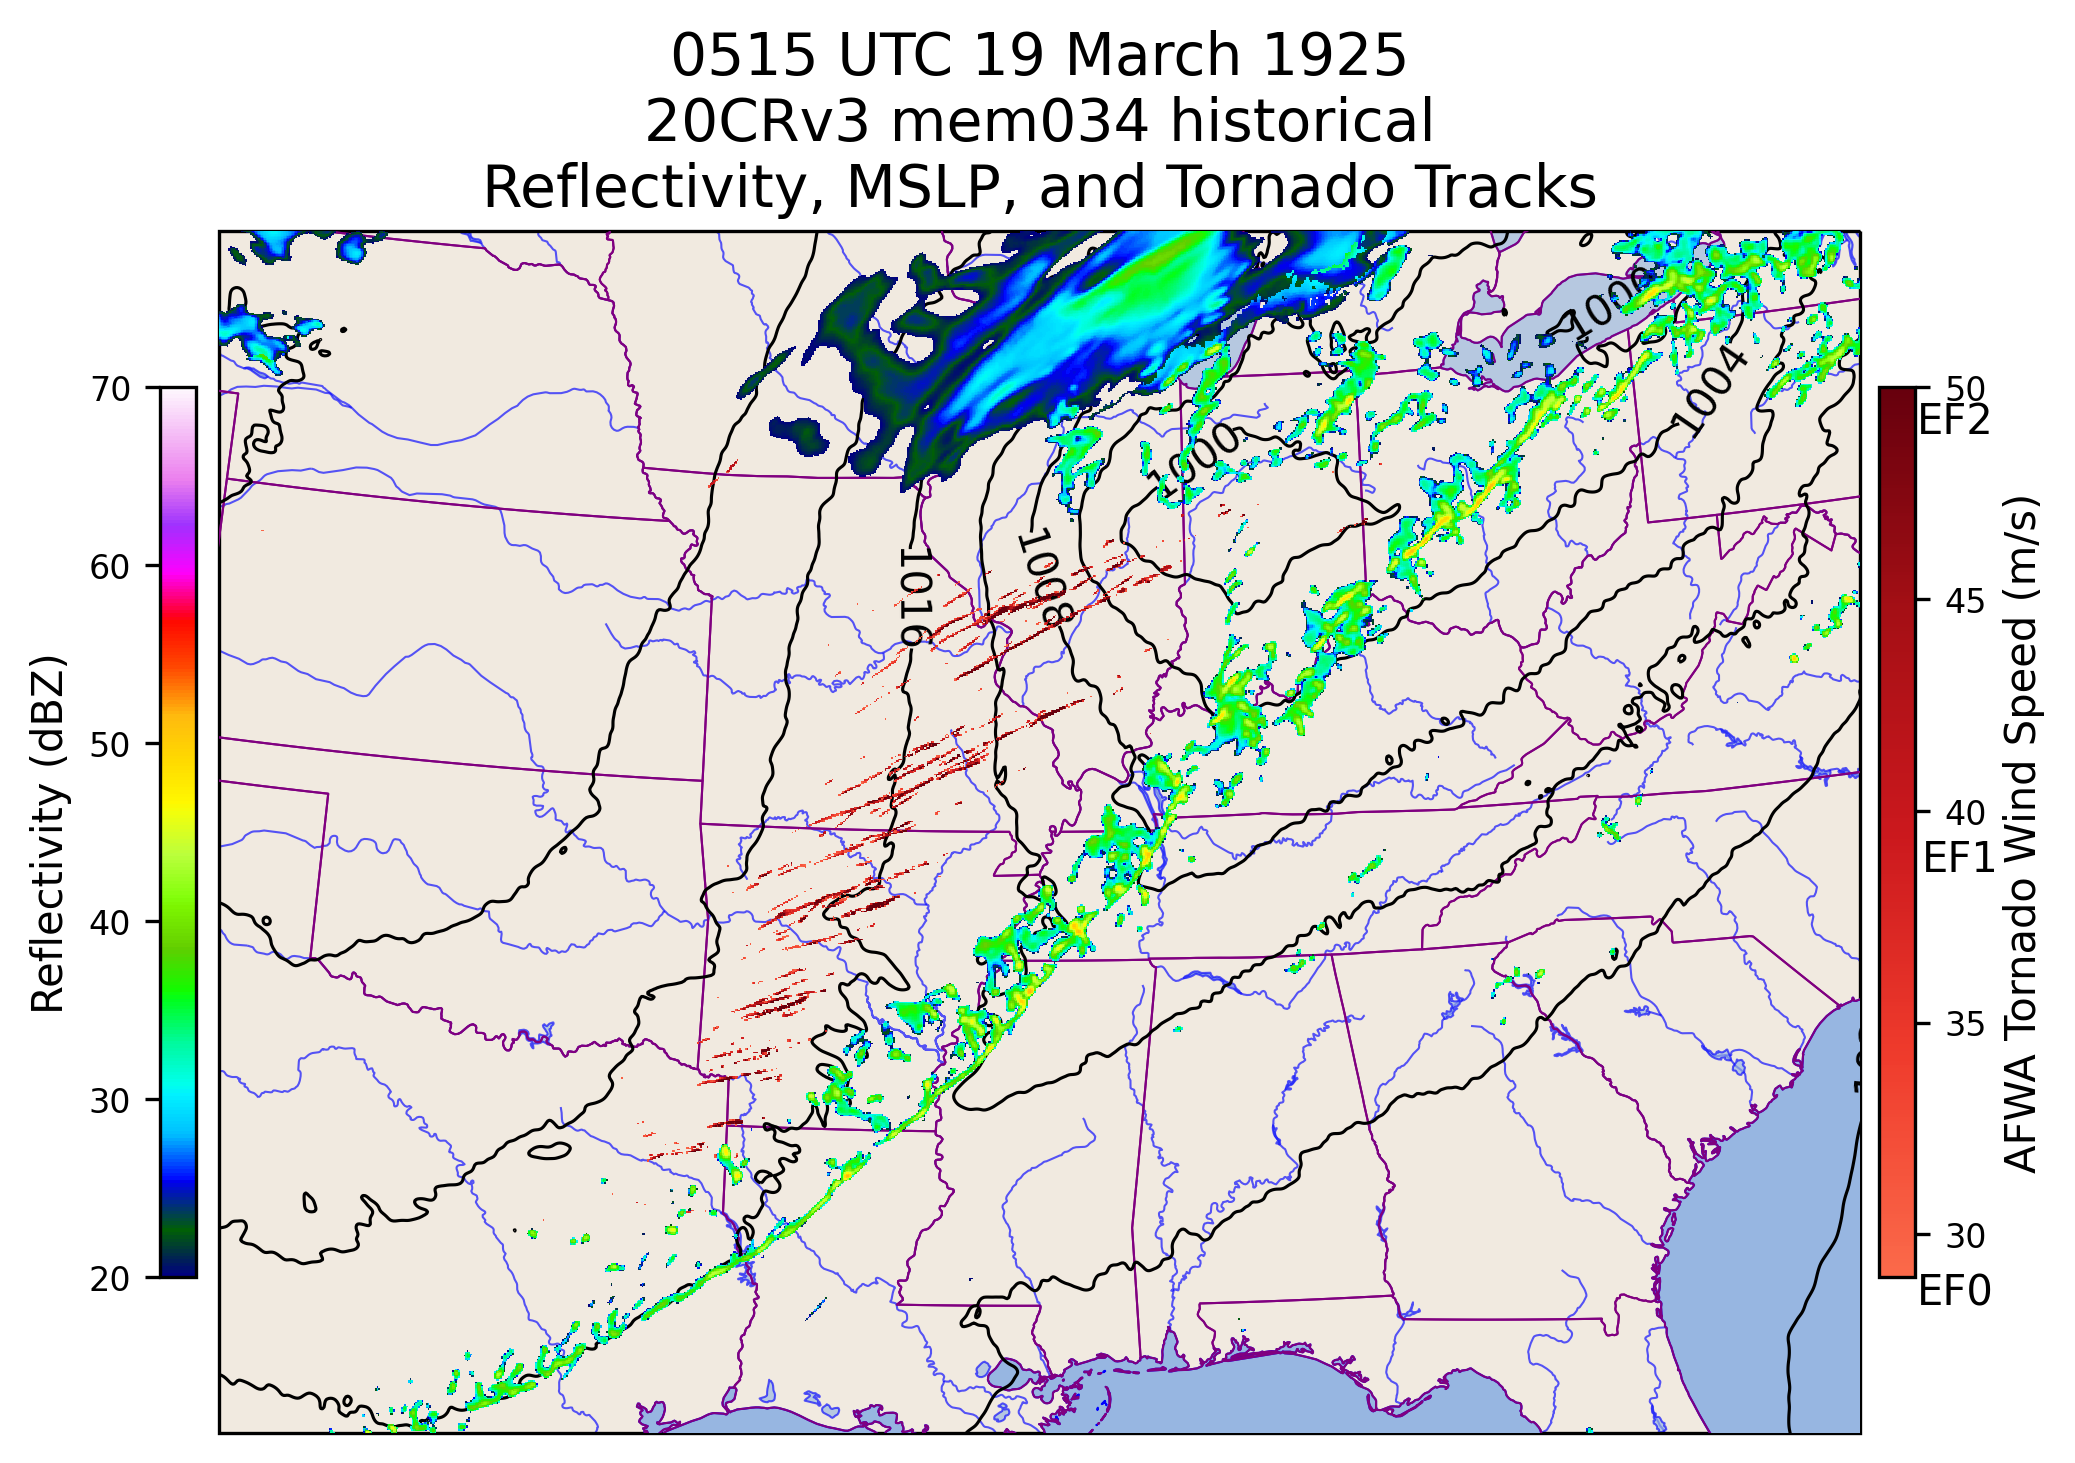 0515 UTC 19 March 1925
20CRv3 mem034 historical
Reflectivity, MSLP, and Tornado Tracks
Reflectivity (dBZ)
70
60
50
40
30
20
1000
1004
1000
1008
1016
50
EF2
45
40
EF1
35
30
EF0
AFWA Tornado Wind Speed (m/s)